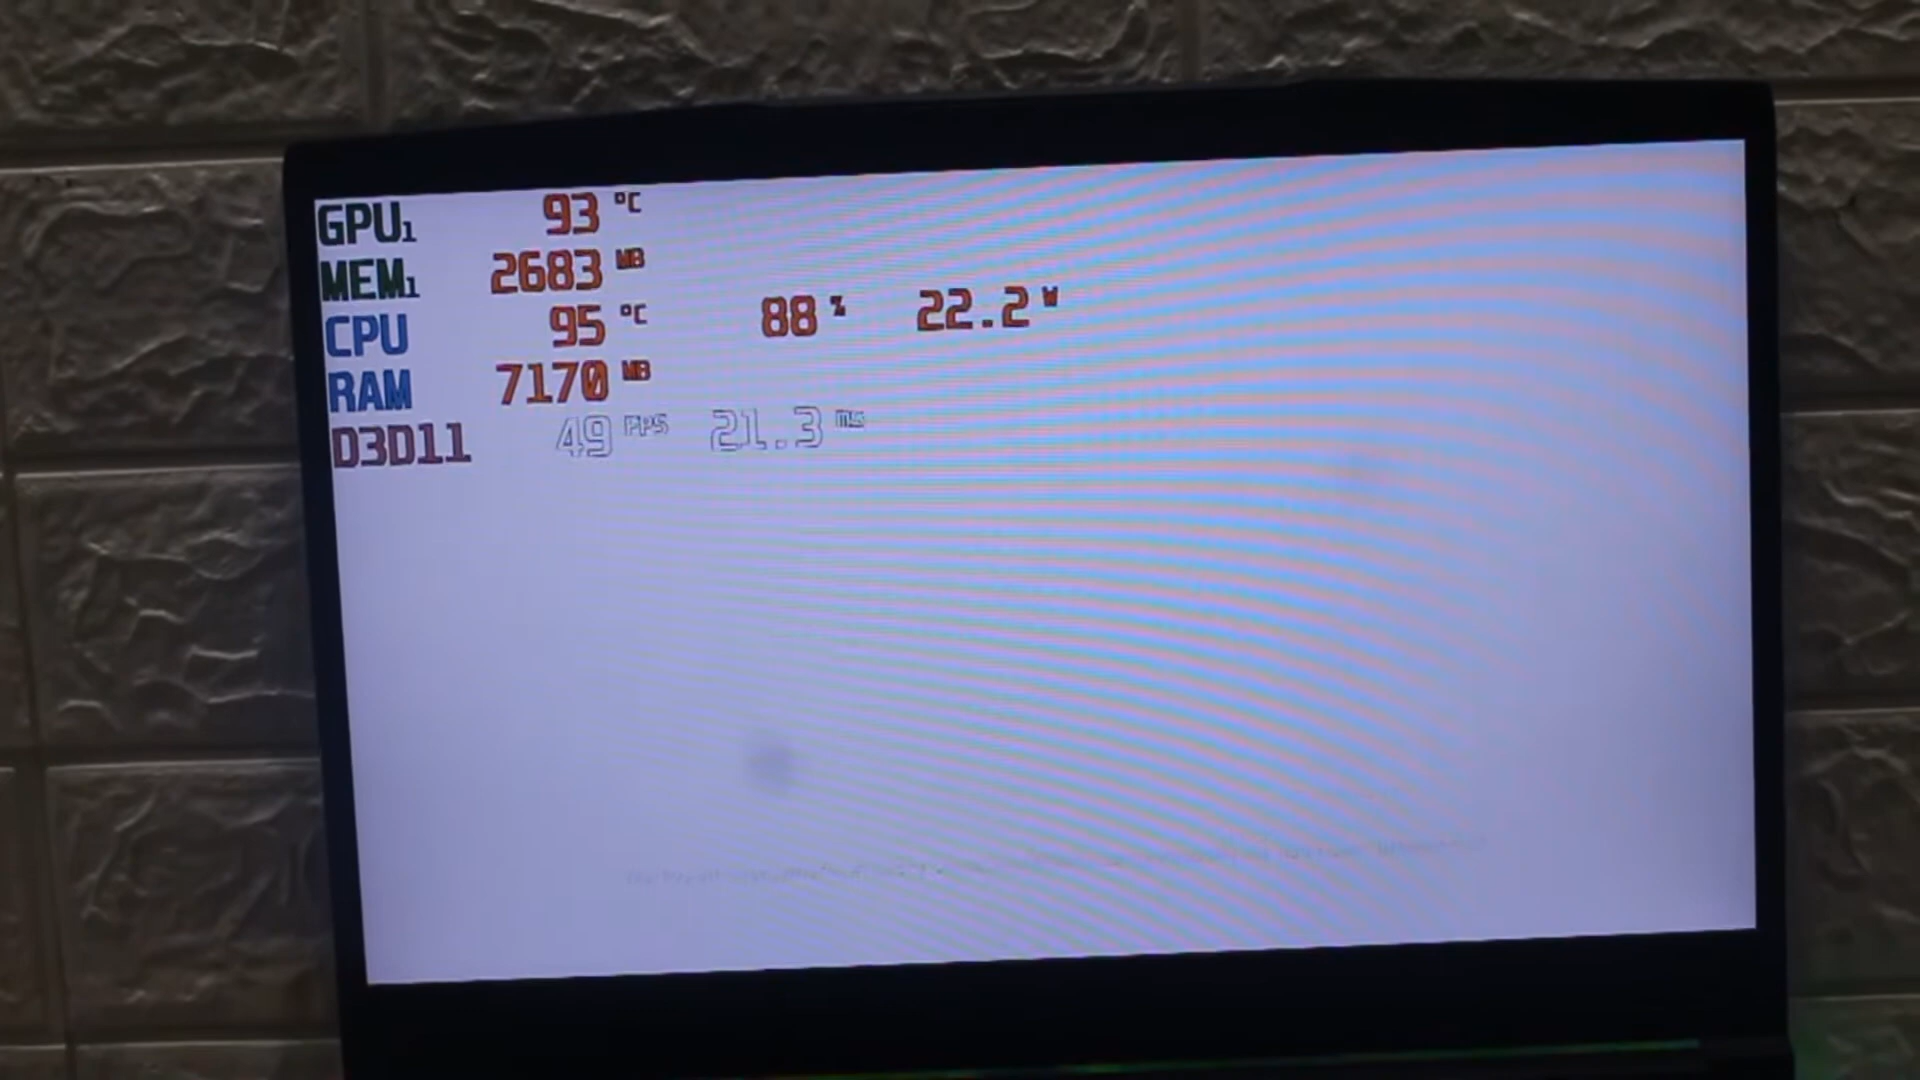 GPU1 93 °C
MEM1 2683 MB
CPU 95 °C 88 % 22.2 W
RAM 7170 MB
D3D11 49 FPS 21.3 ms